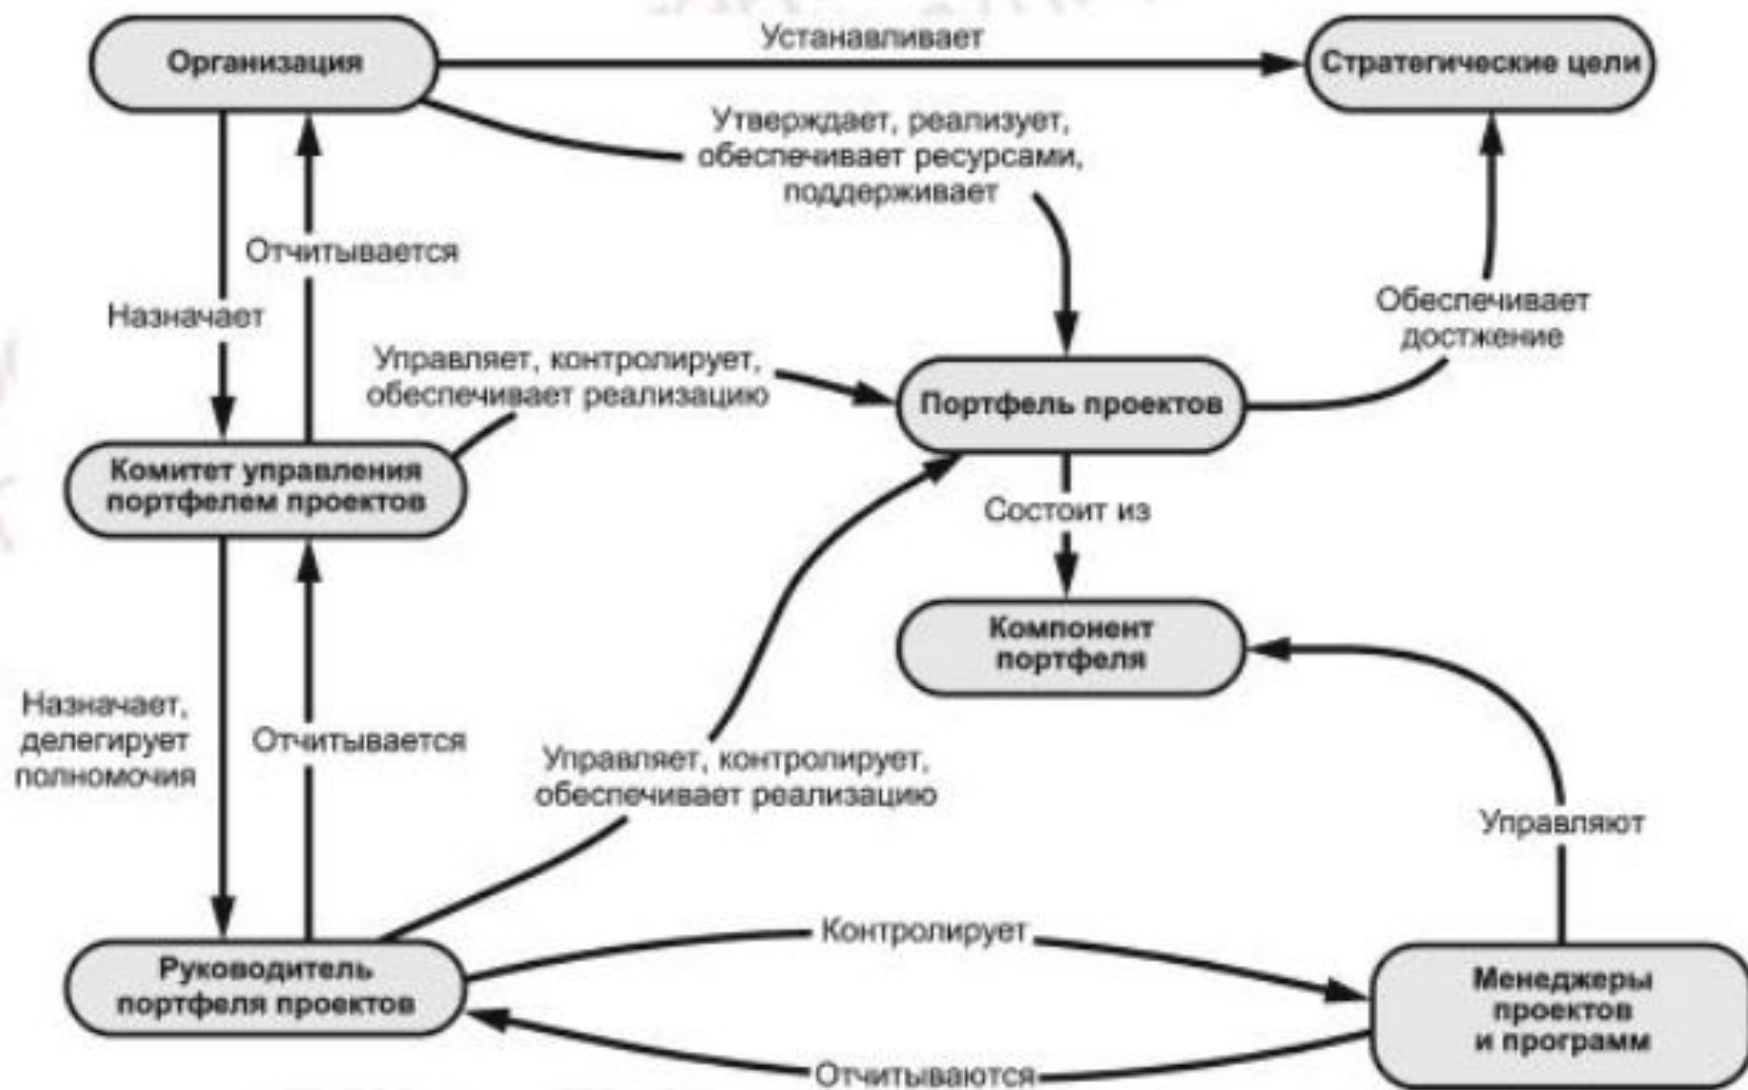 Устанавливает
Организация
Стратегические цели
Утверждает, реализует,
обеспечивает ресурсами,
поддерживает
Отчитывается
Назначает
Обеспечивает
достжение
Управляет, контролирует,
обеспечивает реализацию
Портфель проектов
Комитет управления
портфелем проектов
Состоит из
Компонент
портфеля
Назначает,
делегирует
полномочия
Отчитывается
Управляет, контролирует,
обеспечивает реализацию
Управляют
Контролирует
Руководитель
портфеля проектов
Менеджеры
проектов
и программ
Отчитываются